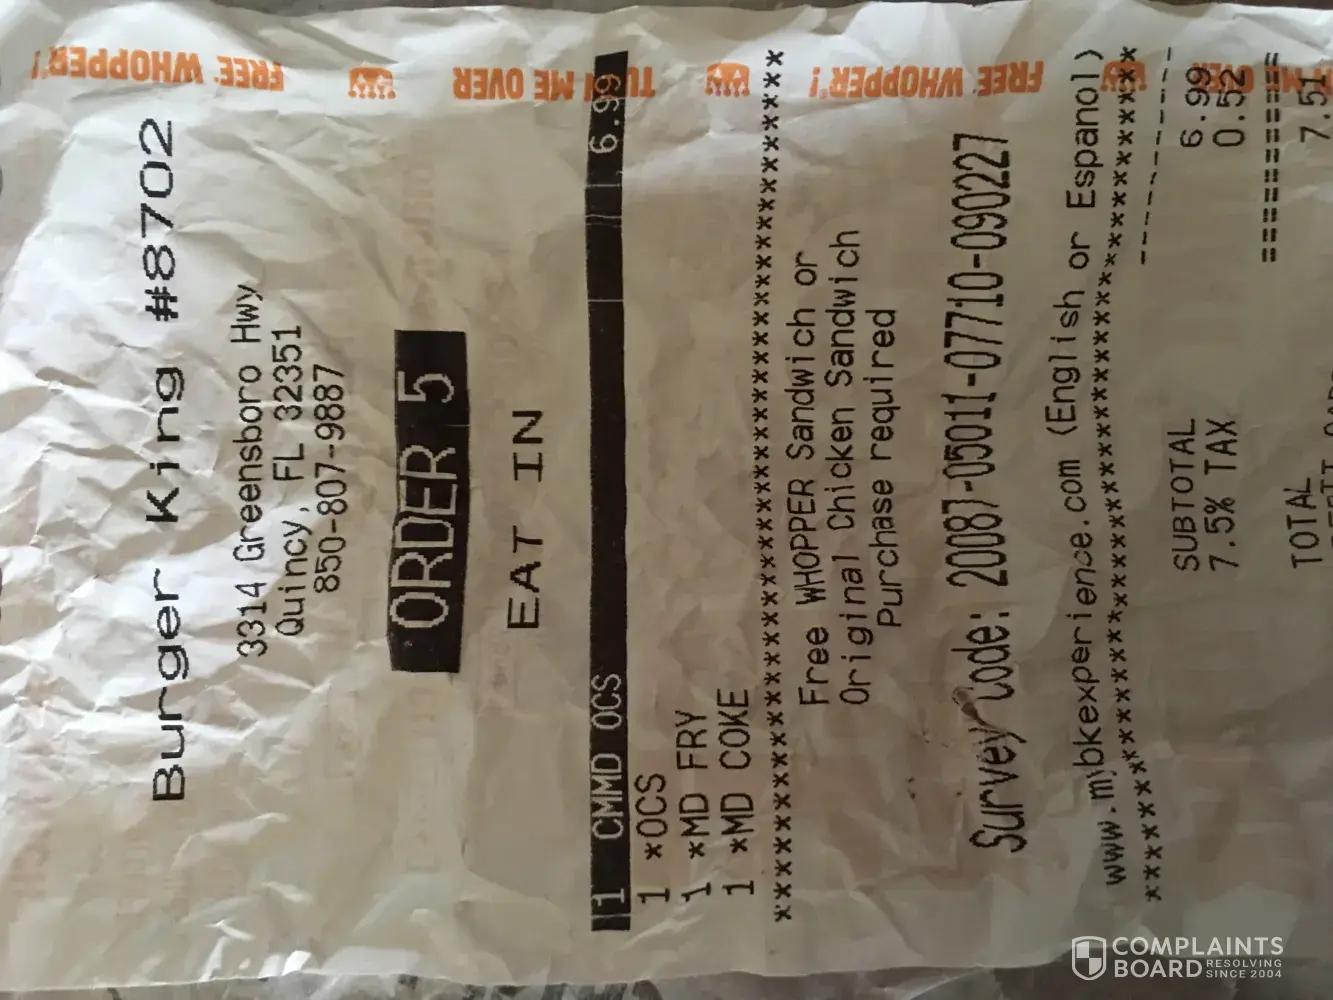 Burger King #8702
3314 Greensboro Hwy
Quincy, FL 32351
850-807-9887
ORDER 5
EAT IN
1 CMMD OCS 6.99
1 *OCS
1 *MD FRY
1 *MD COKE
****************************************
Free WHOPPER Sandwich or
Original Chicken Sandwich
Purchase required
Survey Code: 20087-05011-07710-090227
www.mybkexperience.com (English or Espanol)
****************************************
----------
SUBTOTAL 6.99
7.5% TAX 0.52
==========
TOTAL 7.51
FREE WHOPPER!
TURN ME OVER
FREE WHOPPER!
ME OVER
COMPLAINTS
BOARD RESOLVING
SINCE 2004